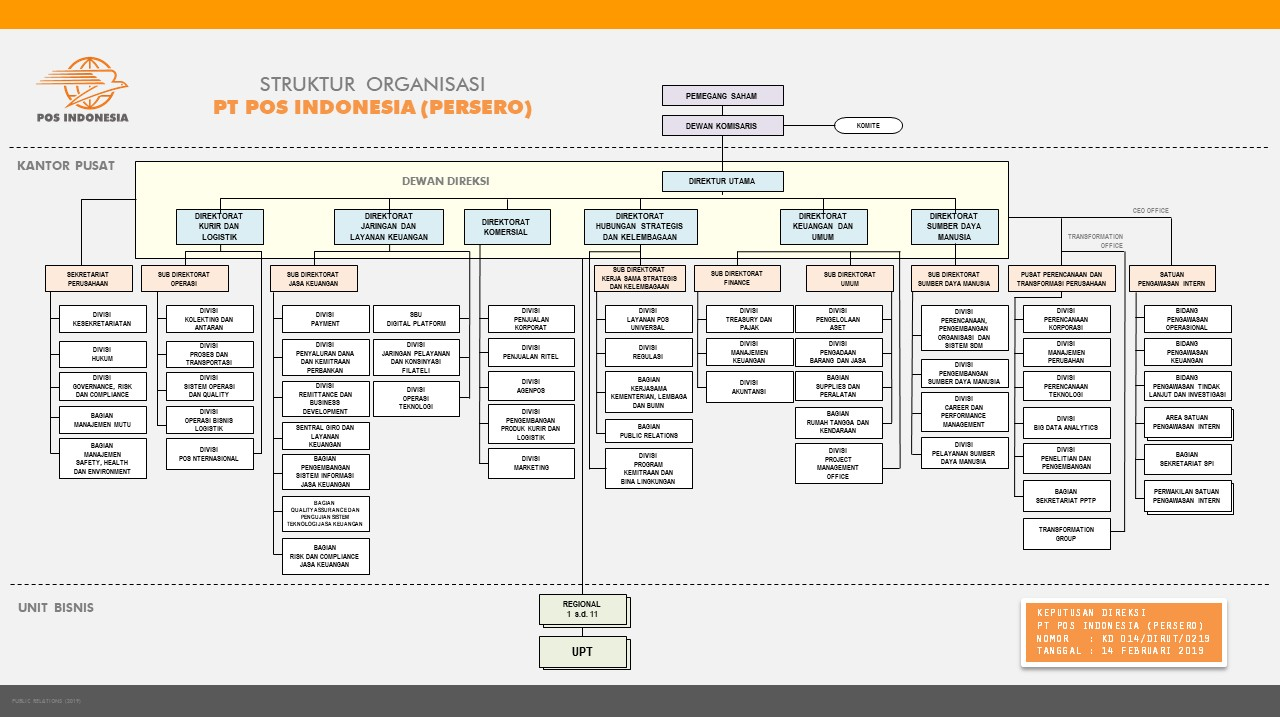 POS INDONESIA
STRUKTUR ORGANISASI
PT POS INDONESIA (PERSERO)
PEMEGANG SAHAM
DEWAN KOMISARIS
KOMITE
KANTOR PUSAT
DEWAN DIREKSI
DIREKTUR UTAMA
DIREKTORAT
KURIR DAN
LOGISTIK
DIREKTORAT
JARINGAN DAN
LAYANAN KEUANGAN
DIREKTORAT
KOMERSIAL
DIREKTORAT
HUBUNGAN STRATEGIS
DAN KELEMBAGAAN
DIREKTORAT
KEUANGAN DAN
UMUM
DIREKTORAT
SUMBER DAYA
MANUSIA
CEO OFFICE
TRANSFORMATION
OFFICE
SEKRETARIAT
PERUSAHAAN
SUB DIREKTORAT
OPERASI
SUB DIREKTORAT
JASA KEUANGAN
SUB DIREKTORAT
KERJA SAMA STRATEGIS
DAN KELEMBAGAAN
SUB DIREKTORAT
FINANCE
SUB DIREKTORAT
UMUM
SUB DIREKTORAT
SUMBER DAYA MANUSIA
PUSAT PERENCANAAN DAN
TRANSFORMASI PERUSAHAAN
SATUAN
PENGAWASAN INTERN
DIVISI
KESEKRETARIATAN
DIVISI
HUKUM
DIVISI
GOVERNANCE, RISK
DAN COMPLIANCE
BAGIAN
MANAJEMEN MUTU
BAGIAN
MANAJEMEN
SAFETY, HEALTH
DAN ENVIRONMENT
DIVISI
KOLEKTING DAN
ANTARAN
DIVISI
PROSES DAN
TRANSPORTASI
DIVISI
SISTEM OPERASI
DAN QUALITY
DIVISI
OPERASI BISNIS
LOGISTIK
DIVISI
POS NTERNASIONAL
DIVISI
PAYMENT
DIVISI
PENYALURAN DANA
DAN KEMITRAAN
PERBANKAN
DIVISI
REMITTANCE DAN
BUSINESS
DEVELOPMENT
SENTRAL GIRO DAN
LAYANAN
KEUANGAN
BAGIAN
PENGEMBANGAN
SISTEM INFORMASI
JASA KEUANGAN
BAGIAN
QUALITY ASSURANCE DAN
PENGUJIAN SISTEM
TEKNOLOGI JASA KEUANGAN
BAGIAN
RISK DAN COMPLIANCE
JASA KEUANGAN
SBU
DIGITAL PLATFORM
DIVISI
JARINGAN PELAYANAN
DAN KONSINYASI
FILATELI
DIVISI
OPERASI
TEKNOLOGI
DIVISI
PENJUALAN
KORPORAT
DIVISI
PENJUALAN RITEL
DIVISI
AGENPOS
DIVISI
PENGEMBANGAN
PRODUK KURIR DAN
LOGISTIK
DIVISI
MARKETING
DIVISI
LAYANAN POS
UNIVERSAL
DIVISI
REGULASI
BAGIAN
KERJASAMA
KEMENTERIAN, LEMBAGA
DAN BUMN
BAGIAN
PUBLIC RELATIONS
DIVISI
PROGRAM
KEMITRAAN DAN
BINA LINGKUNGAN
DIVISI
TREASURY DAN
PAJAK
DIVISI
MANAJEMEN
KEUANGAN
DIVISI
AKUNTANSI
DIVISI
PENGELOLAAN
ASET
DIVISI
PENGADAAN
BARANG DAN JASA
BAGIAN
SUPPLIES DAN
PERALATAN
BAGIAN
RUMAH TANGGA DAN
KENDARAAN
DIVISI
PROJECT
MANAGEMENT
OFFICE
DIVISI
PERENCANAAN,
PENGEMBANGAN
ORGANISASI DAN
SISTEM SDM
DIVISI
PENGEMBANGAN
SUMBER DAYA MANUSIA
DIVISI
CAREER DAN
PERFORMANCE
MANAGEMENT
DIVISI
PELAYANAN SUMBER
DAYA MANUSIA
DIVISI
PERENCANAAN
KORPORASI
DIVISI
MANAJEMEN
PERUBAHAN
DIVISI
PERENCANAAN
TEKNOLOGI
DIVISI
BIG DATA ANALYTICS
DIVISI
PENELITIAN DAN
PENGEMBANGAN
BAGIAN
SEKRETARIAT PPTP
TRANSFORMATION
GROUP
BIDANG
PENGAWASAN
OPERASIONAL
BIDANG
PENGAWASAN
KEUANGAN
BIDANG
PENGAWASAN TINDAK
LANJUT DAN INVESTIGASI
AREA SATUAN
PENGAWASAN INTERN
BAGIAN
SEKRETARIAT SPI
PERWAKILAN SATUAN
PENGAWASAN INTERN
UNIT BISNIS
REGIONAL
1 s.d. 11
UPT
KEPUTUSAN DIREKSI
PT POS INDONESIA (PERSERO)
NOMOR : KD 014/DIRUT/0219
TANGGAL : 14 FEBRUARI 2019
PUBLIC RELATIONS (2019)